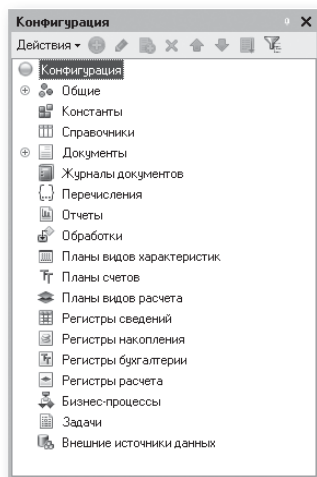 Конфигурация
Действия
Конфигурация
Общие
Константы
Справочники
Документы
Журналы документов
Перечисления
Отчеты
Обработки
Планы видов характеристик
Планы счетов
Планы видов расчета
Регистры сведений
Регистры накопления
Регистры бухгалтерии
Регистры расчета
Бизнес-процессы
Задачи
Внешние источники данных